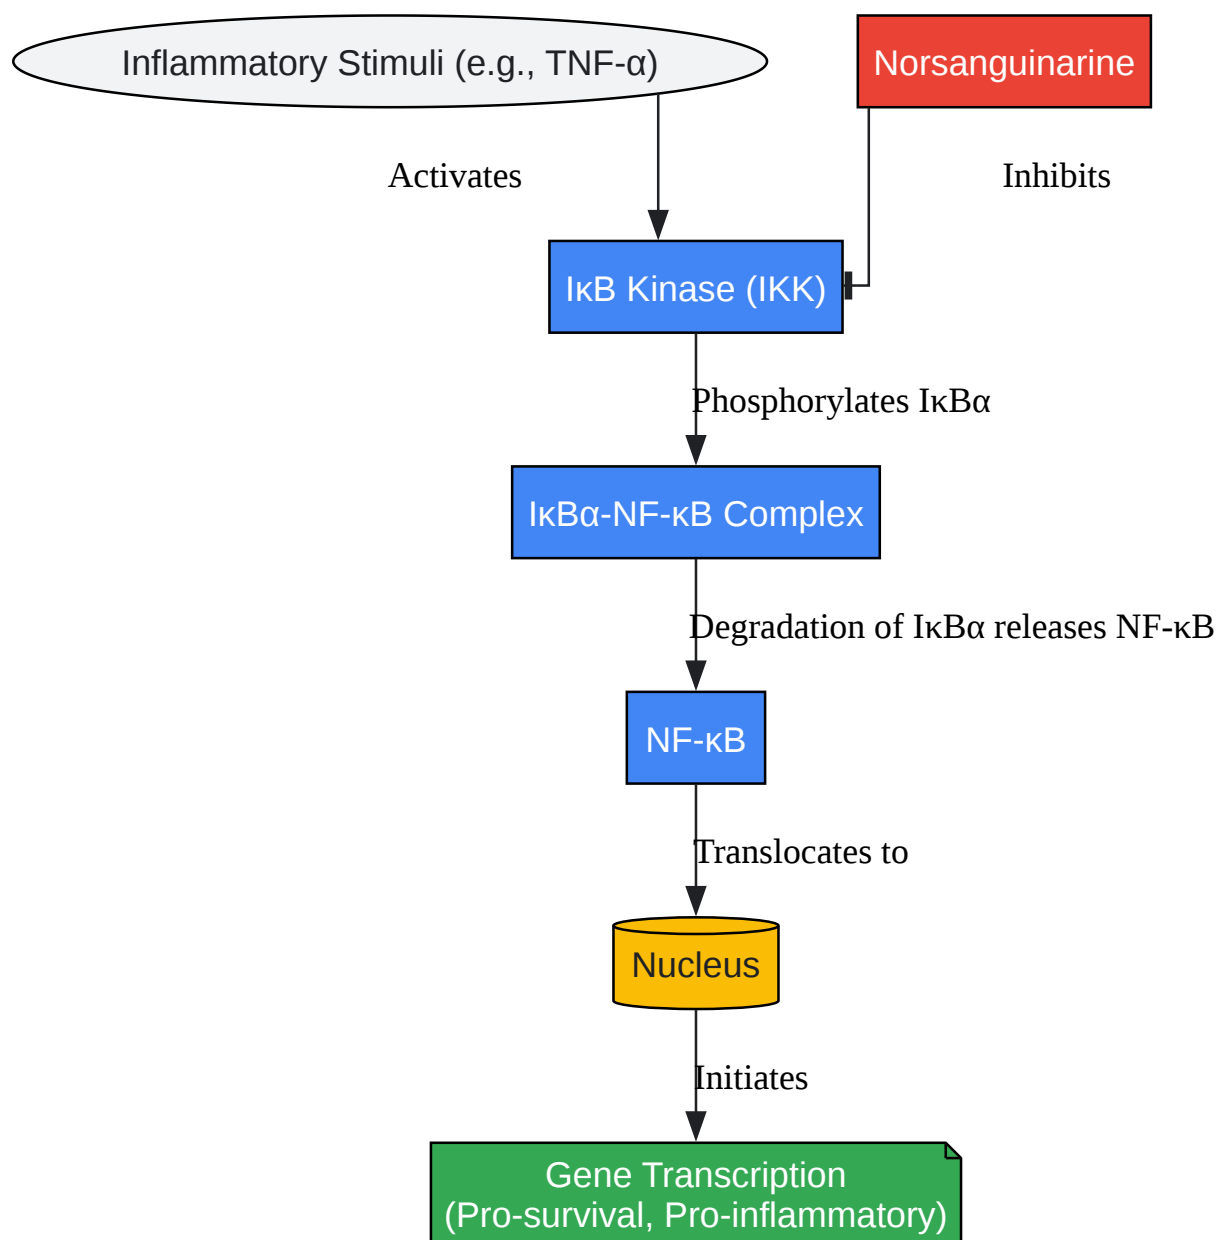 Inflammatory Stimuli (e.g., TNF-α)
Norsanguinarine
Activates
Inhibits
IκB Kinase (IKK)
Phosphorylates IκBα
IκBα-NF-κB Complex
Degradation of IκBα releases NF-κB
NF-κB
Translocates to
Nucleus
Initiates
Gene Transcription
(Pro-survival, Pro-inflammatory)